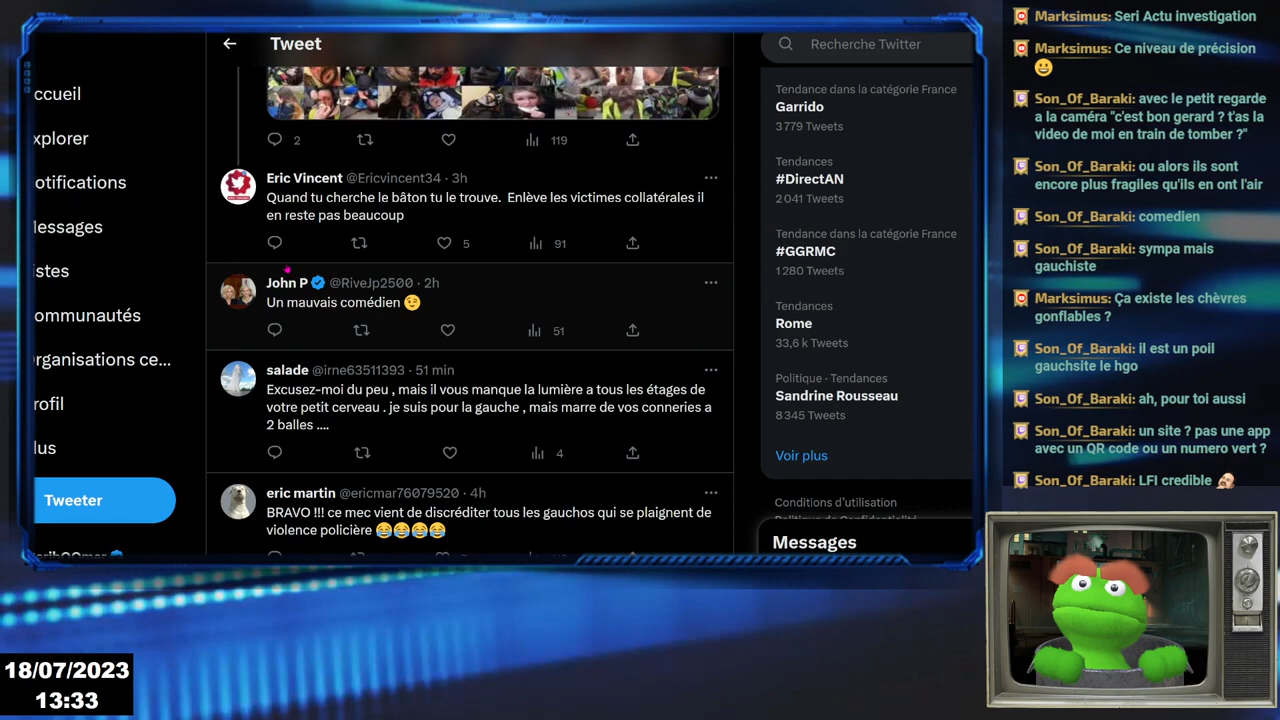 Tweet
Recherche Twitter
ccueil
xplorer
otifications
lessages
istes
ommunautés
rganisations ce...
rofil
lus
Tweeter
2
119
Eric Vincent @Ericvincent34 · 3h
Quand tu cherche le bâton tu le trouve. Enlève les victimes collatérales il
en reste pas beaucoup
5
91
John P @RiveJp2500 · 2h
Un mauvais comédien 😉
51
salade @irne63511393 · 51 min
Excusez-moi du peu , mais il vous manque la lumière a tous les étages de
votre petit cerveau . je suis pour la gauche , mais marre de vos conneries a
2 balles ....
4
eric martin @ericmar76079520 · 4h
BRAVO !!! ce mec vient de discréditer tous les gauchos qui se plaignent de
violence policière 😂😂😂😂
Tendance dans la catégorie France
Garrido
3 779 Tweets
Tendances
#DirectAN
2 041 Tweets
Tendance dans la catégorie France
#GGRMC
1 280 Tweets
Tendances
Rome
33,6 k Tweets
Politique · Tendances
Sandrine Rousseau
8 345 Tweets
Voir plus
Conditions d'utilisation
Messages
Marksimus: Seri Actu investigation
Marksimus: Ce niveau de précision
😀
Son_Of_Baraki: avec le petit regarde
a la caméra "c'est bon gerard ? t'as la
video de moi en train de tomber ?"
Son_Of_Baraki: ou alors ils sont
encore plus fragiles qu'ils en ont l'air
Son_Of_Baraki: comedien
Son_Of_Baraki: sympa mais
gauchiste
Marksimus: Ça existe les chèvres
gonflables ?
Son_Of_Baraki: il est un poil
gauchsite le hgo
Son_Of_Baraki: ah, pour toi aussi
Son_Of_Baraki: un site ? pas une app
avec un QR code ou un numero vert ?
Son_Of_Baraki: LFI credible
18/07/2023
13:33